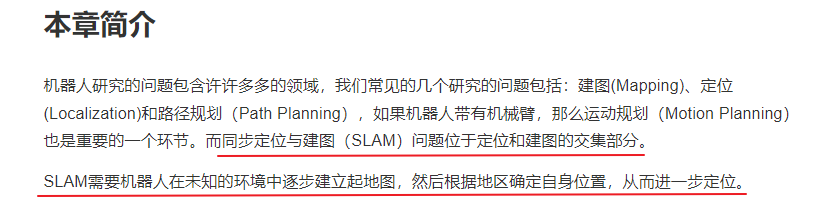 本章简介
机器人研究的问题包含许许多多的领域，我们常见的几个研究的问题包括：建图(Mapping)、定位
(Localization)和路径规划（Path Planning），如果机器人带有机械臂，那么运动规划（Motion Planning）
也是重要的一个环节。而同步定位与建图（SLAM）问题位于定位和建图的交集部分。
SLAM需要机器人在未知的环境中逐步建立起地图，然后根据地区确定自身位置，从而进一步定位。